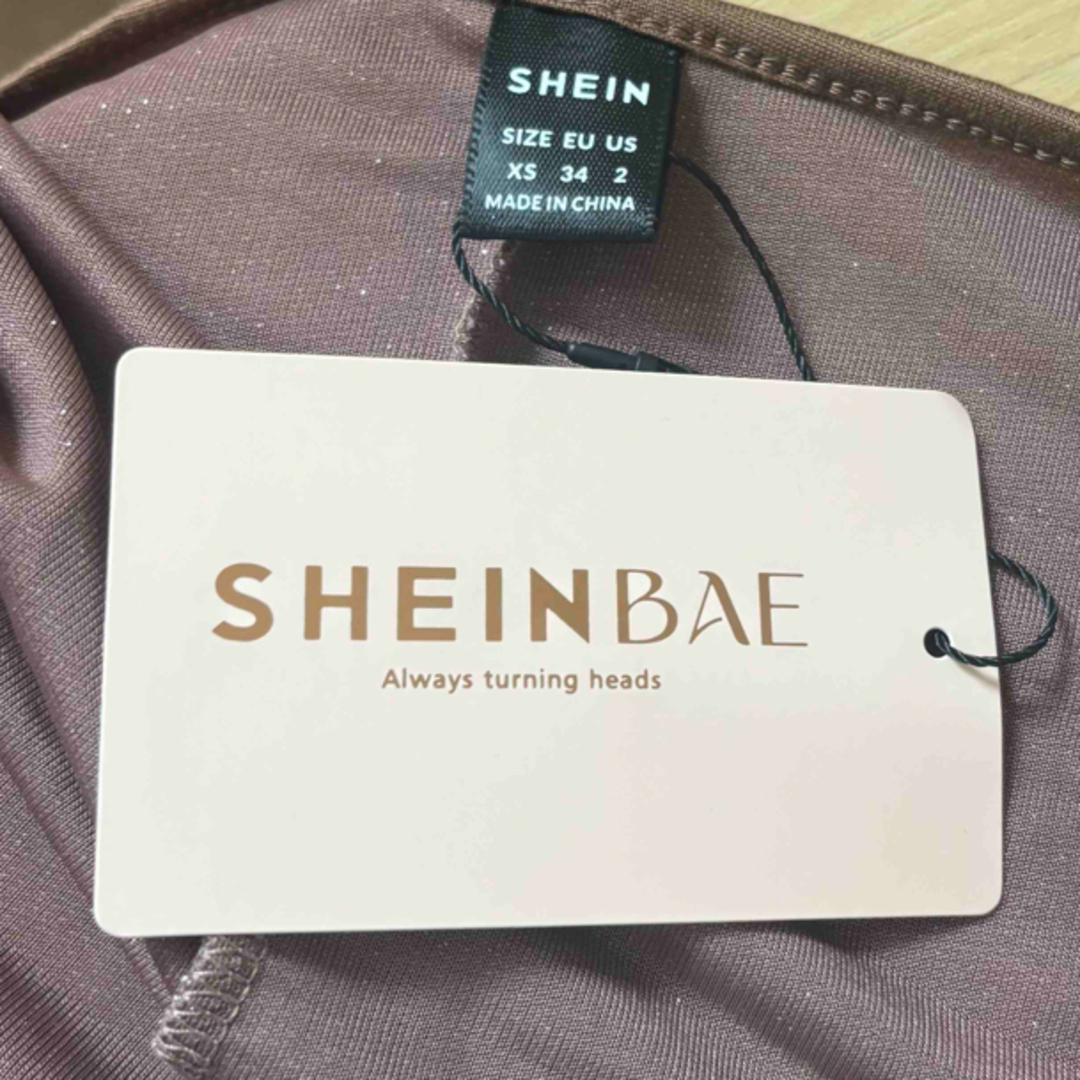 SHEIN
SIZE EU US
XS 34 2
MADE IN CHINA
SHEINBAE
Always turning heads